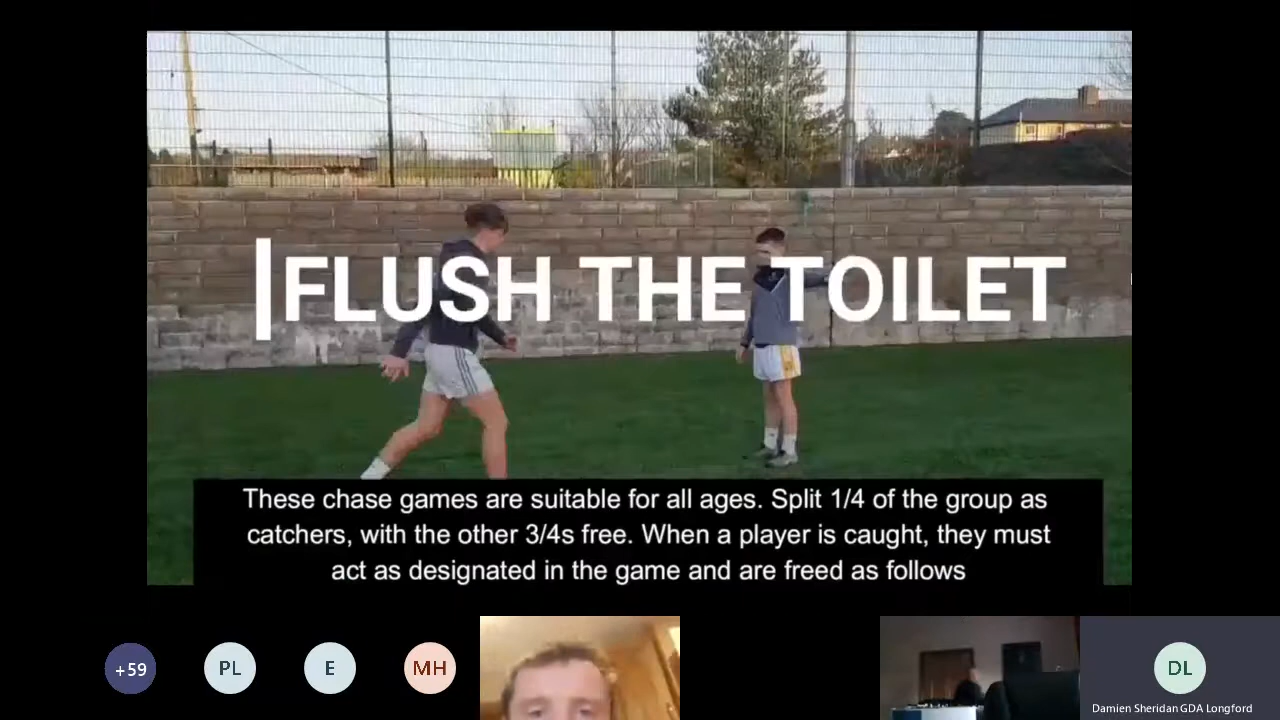 FLUSH THE TOILET
These chase games are suitable for all ages. Split 1/4 of the group as
catchers, with the other 3/4s free. When a player is caught, they must
act as designated in the game and are freed as follows
+59
PL
E
MH
DL
Damien Sheridan GDA Longford